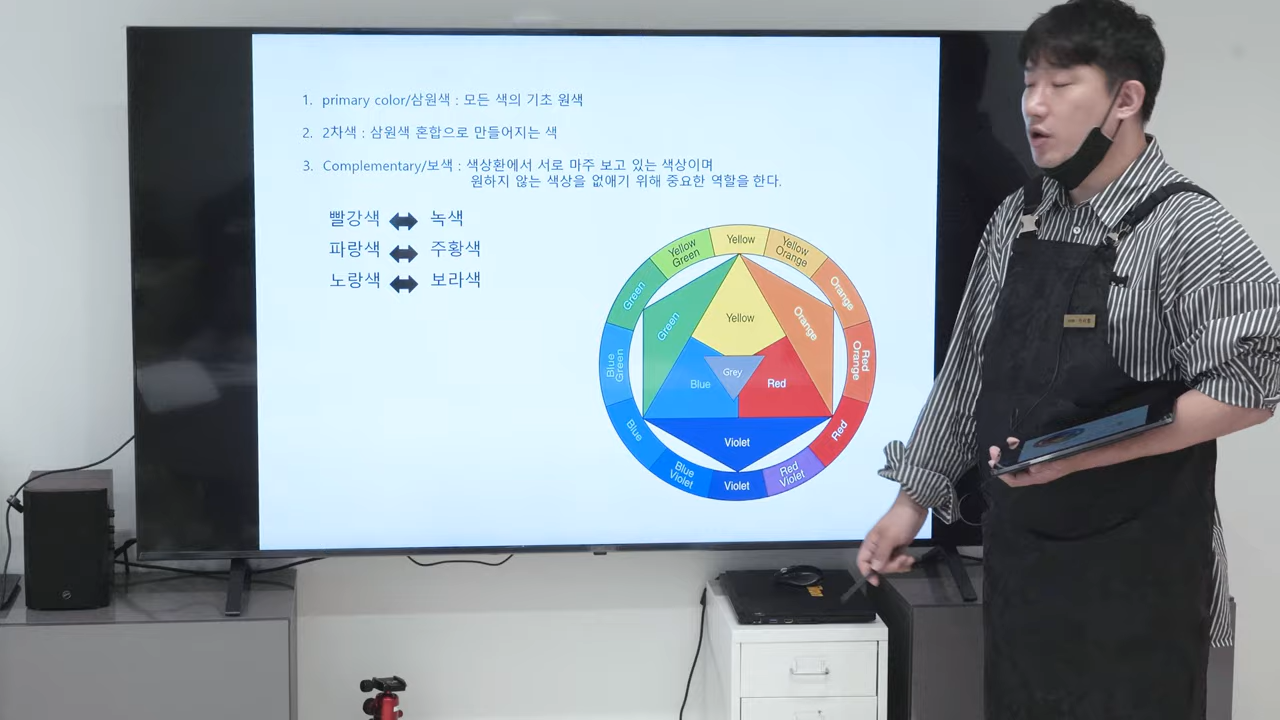 1. primary color/삼원색 : 모든 색의 기초 원색
2. 2차색 : 삼원색 혼합으로 만들어지는 색
3. Complementary/보색 : 색상환에서 서로 마주 보고 있는 색상이며
원하지 않는 색상을 없애기 위해 중요한 역할을 한다.
빨강색 녹색
파랑색 주황색
노랑색 보라색
Yellow
Yellow Orange
Orange
Red Orange
Red
Red Violet
Violet
Blue Violet
Blue
Blue Green
Green
Yellow Green
Yellow
Orange
Red
Violet
Blue
Green
Grey